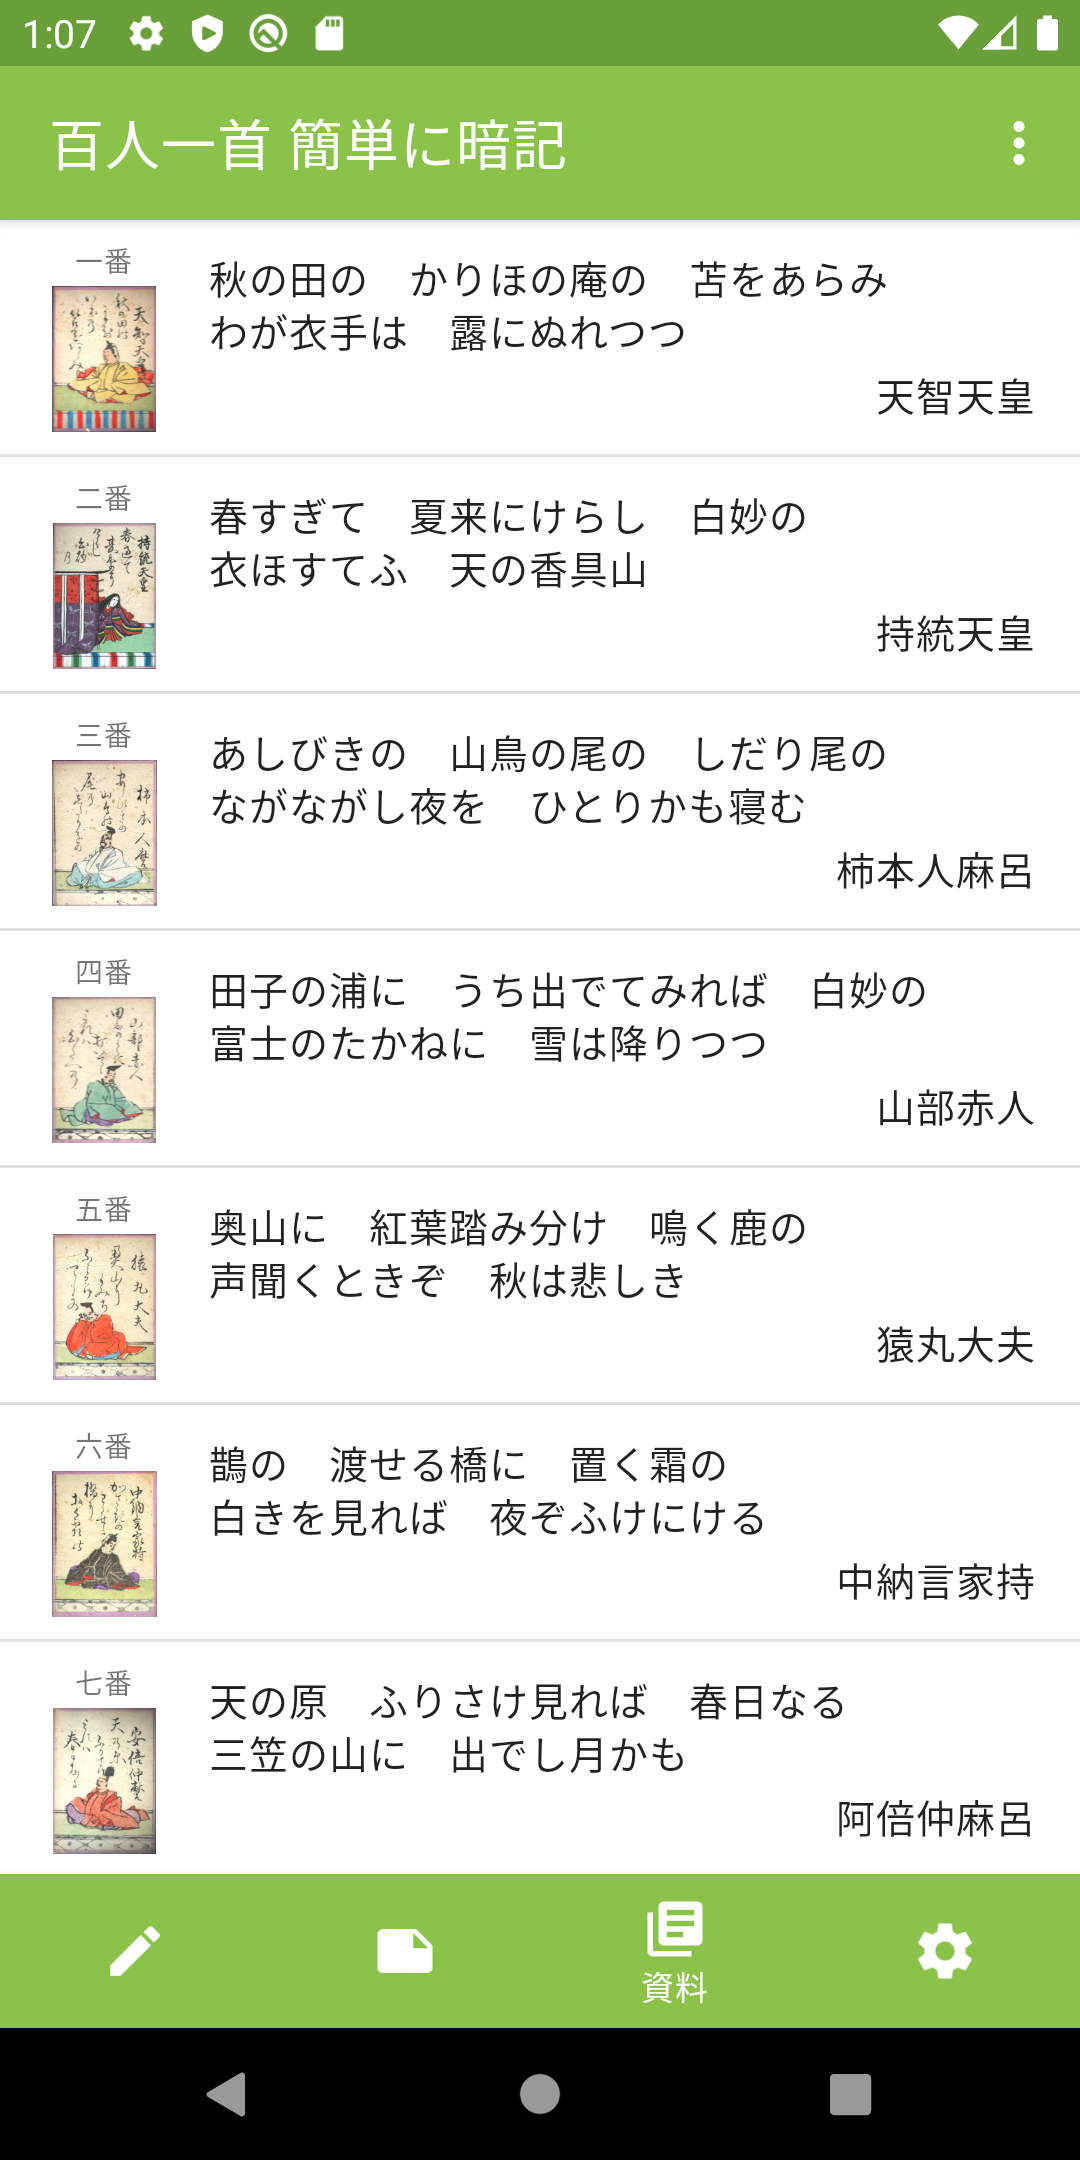 1:07
百人一首 簡単に暗記
一番
秋の田の　かりほの庵の　苫をあらみ
わが衣手は　露にぬれつつ
天智天皇
二番
春すぎて　夏来にけらし　白妙の
衣ほすてふ　天の香具山
持統天皇
三番
あしびきの　山鳥の尾の　しだり尾の
ながながし夜を　ひとりかも寝む
柿本人麻呂
四番
田子の浦に　うち出でてみれば　白妙の
富士のたかねに　雪は降りつつ
山部赤人
五番
奥山に　紅葉踏み分け　鳴く鹿の
声聞くときぞ　秋は悲しき
猿丸大夫
六番
鵲の　渡せる橋に　置く霜の
白きを見れば　夜ぞふけにける
中納言家持
七番
天の原　ふりさけ見れば　春日なる
三笠の山に　出でし月かも
阿倍仲麻呂
資料